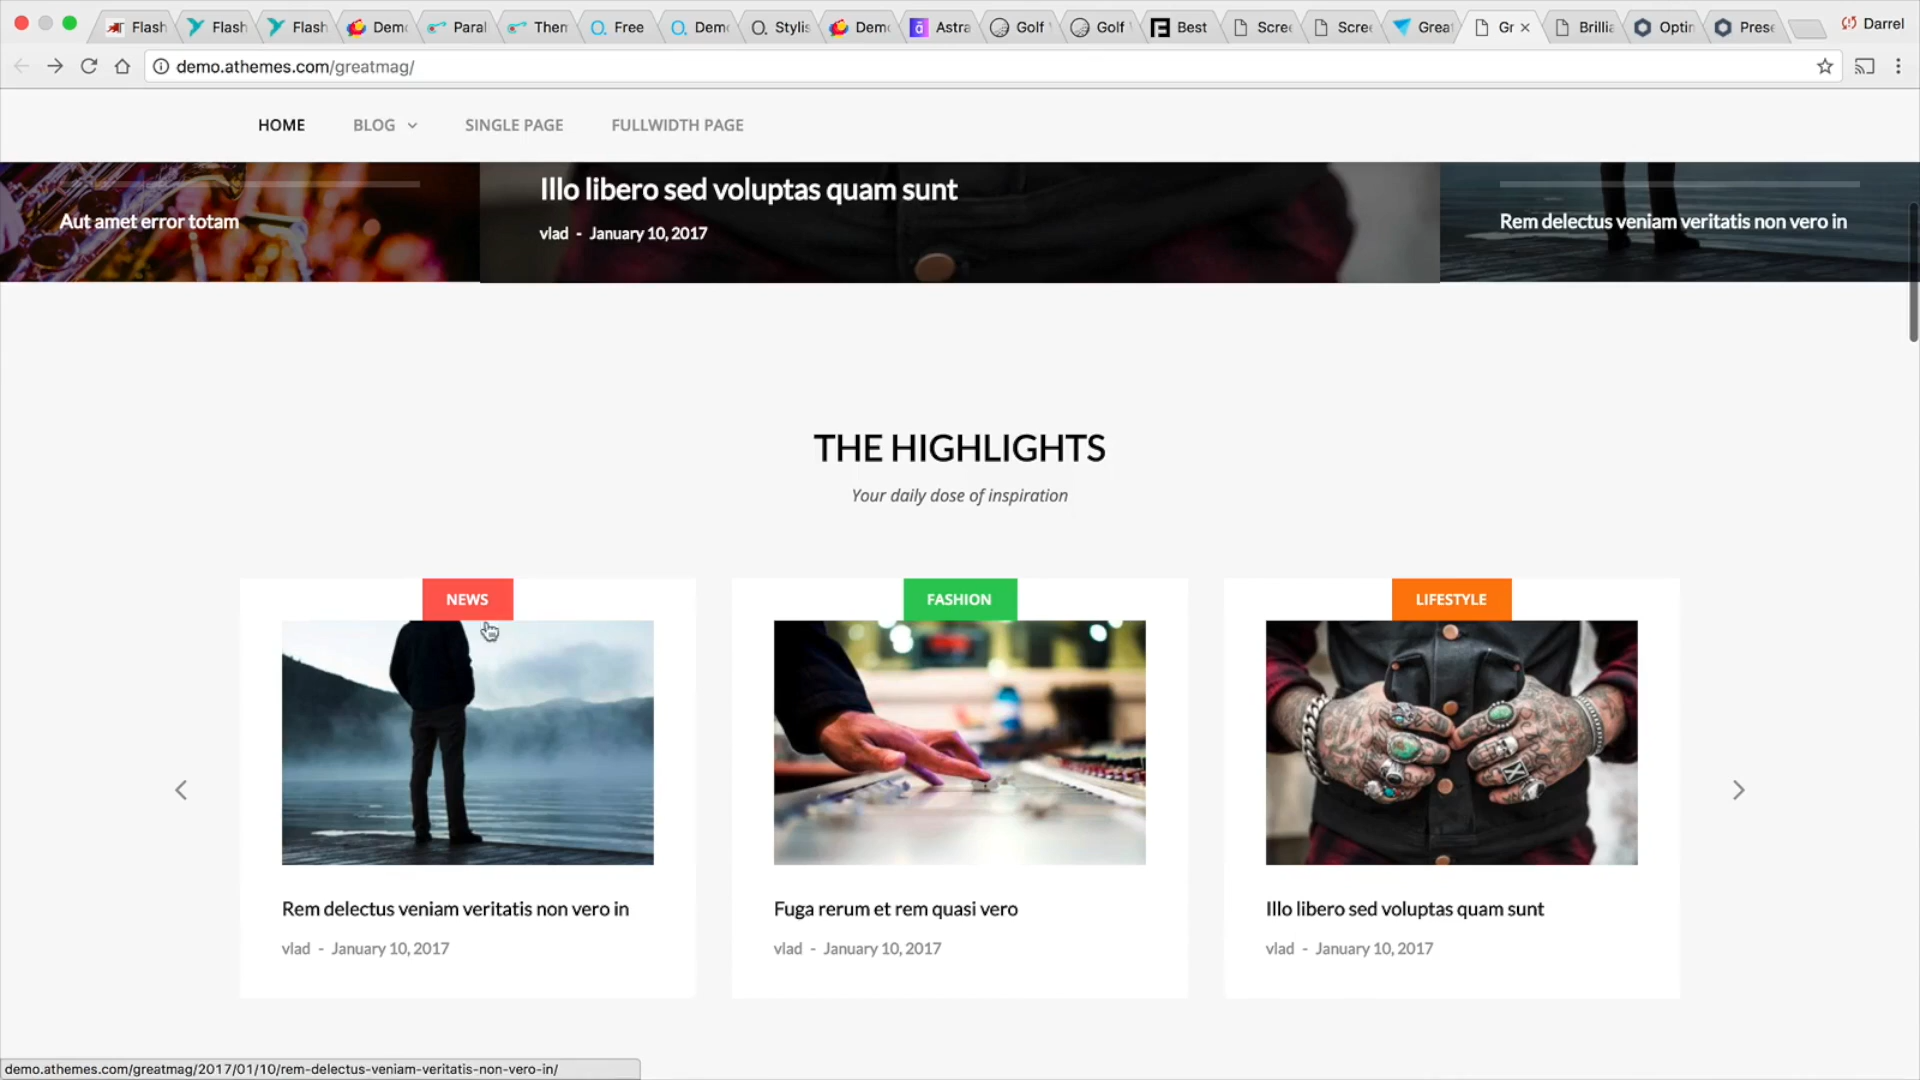 Flash
Flash
Flash
Demo
Paral
Them
Free
Demo
Stylis
Demo
Astra
Golf
Golf
Best
Scre
Scre
Great
Gr
Brillia
Optin
Prese
Darrel
demo.athemes.com/greatmag/
HOME
BLOG
SINGLE PAGE
FULLWIDTH PAGE
Illo libero sed voluptas quam sunt
Aut amet error totam
Rem delectus veniam veritatis non vero in
vlad - January 10, 2017
THE HIGHLIGHTS
Your daily dose of inspiration
NEWS
FASHION
LIFESTYLE
Rem delectus veniam veritatis non vero in
Fuga rerum et rem quasi vero
Illo libero sed voluptas quam sunt
vlad - January 10, 2017
vlad - January 10, 2017
vlad - January 10, 2017
demo.athemes.com/greatmag/2017/01/10/rem-delectus-veniam-veritatis-non-vero-in/